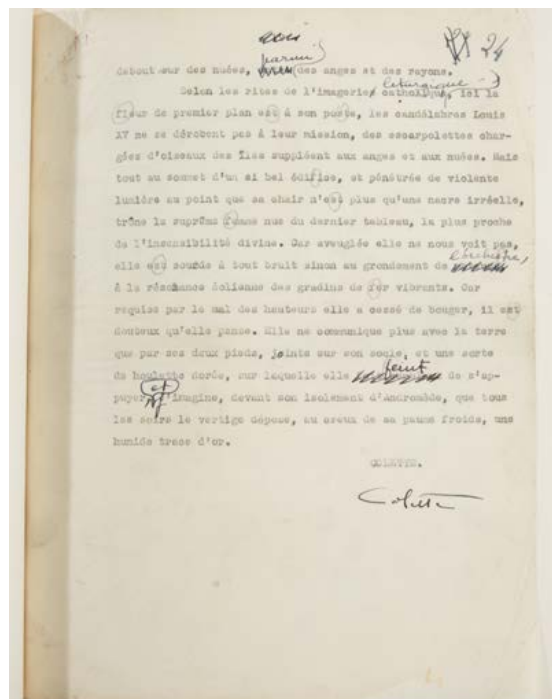 24
parmi
debout sur des nuées, des anges et des rayons.
liturgique
Selon les rites de l'imagerie catholique, ici la
fleur de premier plan est à son poste, les candélabres Louis
XV ne se dérobent pas à leur mission, des escarpolettes char-
gées d'oiseaux des îles suppléent aux anges et aux nuées. Mais
tout au sommet d'un si bel édifice, et pénétrée de violente
lumière au point que sa chair n'est plus qu'une nacre irréelle,
trône la suprême femme nue du dernier tableau, la plus proche
de l'insensibilité divine. Car aveuglée elle ne nous voit pas,
l'orchestre,
elle est sourde à tout bruit sinon au grondement de
à la résonance éolienne des gradins de fer vibrants. Car
requise par le mal des hauteurs elle a cessé de bouger, il est
douteux qu'elle pense. Elle ne communique plus avec la terre
que par ses deux pieds, joints sur son socle, et une sorte
feint
de houlette dorée, sur laquelle elle de s'ap-
et
puyer, j'imagine, devant son isolement d'Andromède, que tous
les soirs le vertige dépose, au creux de sa paume froide, une
humide trace d'or.
COLETTE.
Colette